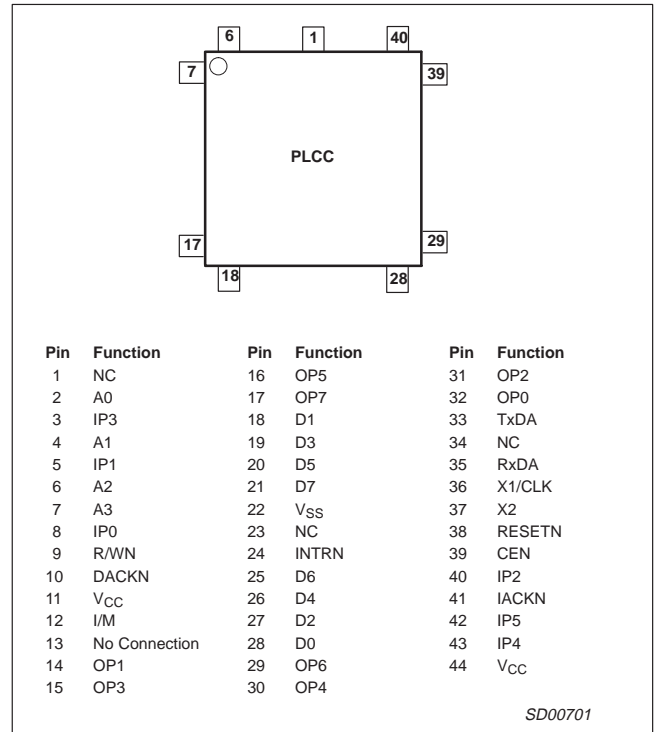 6 1 40
7 39
PLCC
17 29
18 28
Pin Function Pin Function Pin Function
1 NC 16 OP5 31 OP2
2 A0 17 OP7 32 OP0
3 IP3 18 D1 33 TxDA
4 A1 19 D3 34 NC
5 IP1 20 D5 35 RxDA
6 A2 21 D7 36 X1/CLK
7 A3 22 VSS 37 X2
8 IP0 23 NC 38 RESETN
9 R/WN 24 INTRN 39 CEN
10 DACKN 25 D6 40 IP2
11 VCC 26 D4 41 IACKN
12 I/M 27 D2 42 IP5
13 No Connection 28 D0 43 IP4
14 OP1 29 OP6 44 VCC
15 OP3 30 OP4
SD00701